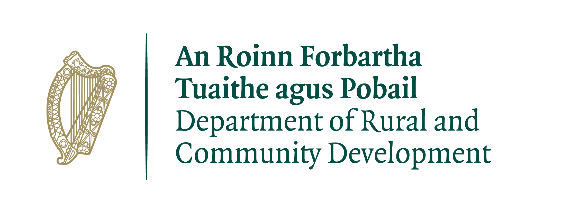 An Roinn Forbartha
Tuaithe agus Pobail
Department of Rural and
Community Development